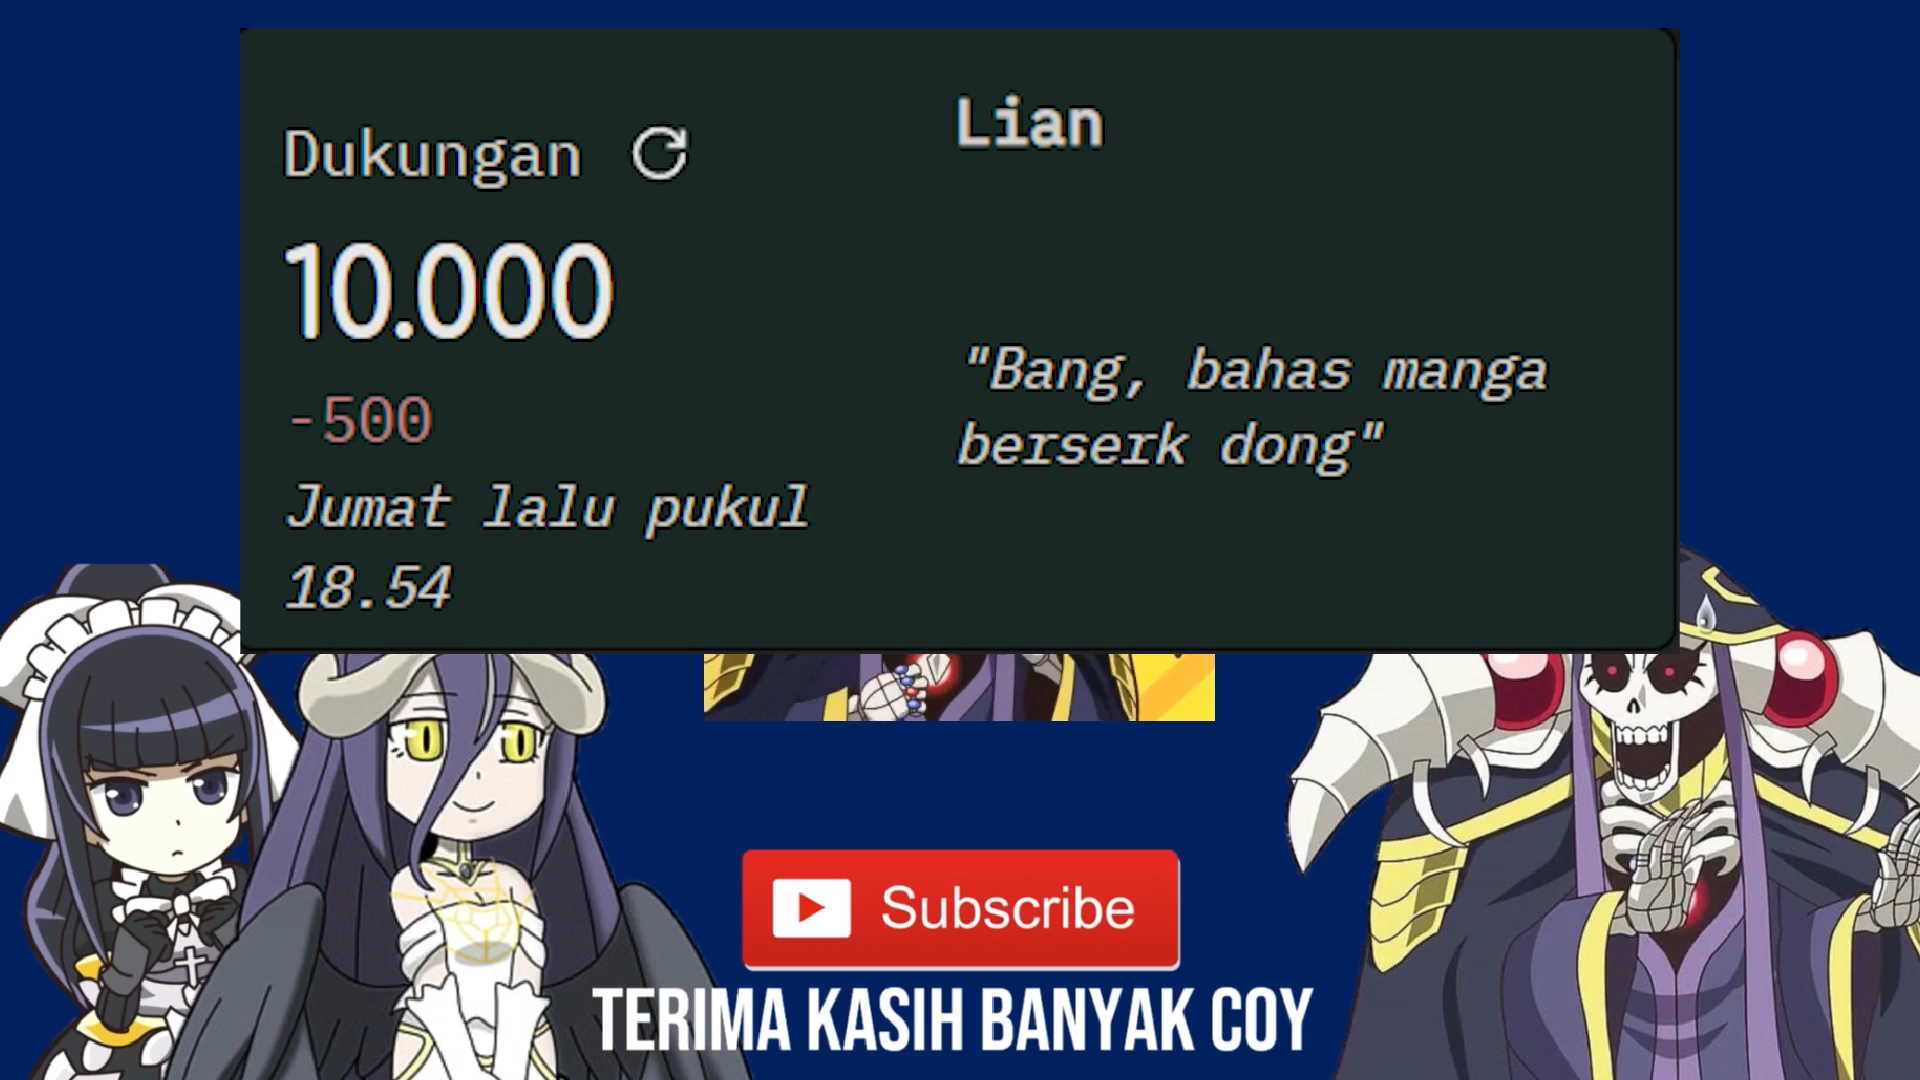 Dukungan
10.000
-500
Jumat lalu pukul
18.54
Lian
"Bang, bahas manga
berserk dong"
Subscribe
TERIMA KASIH BANYAK COY